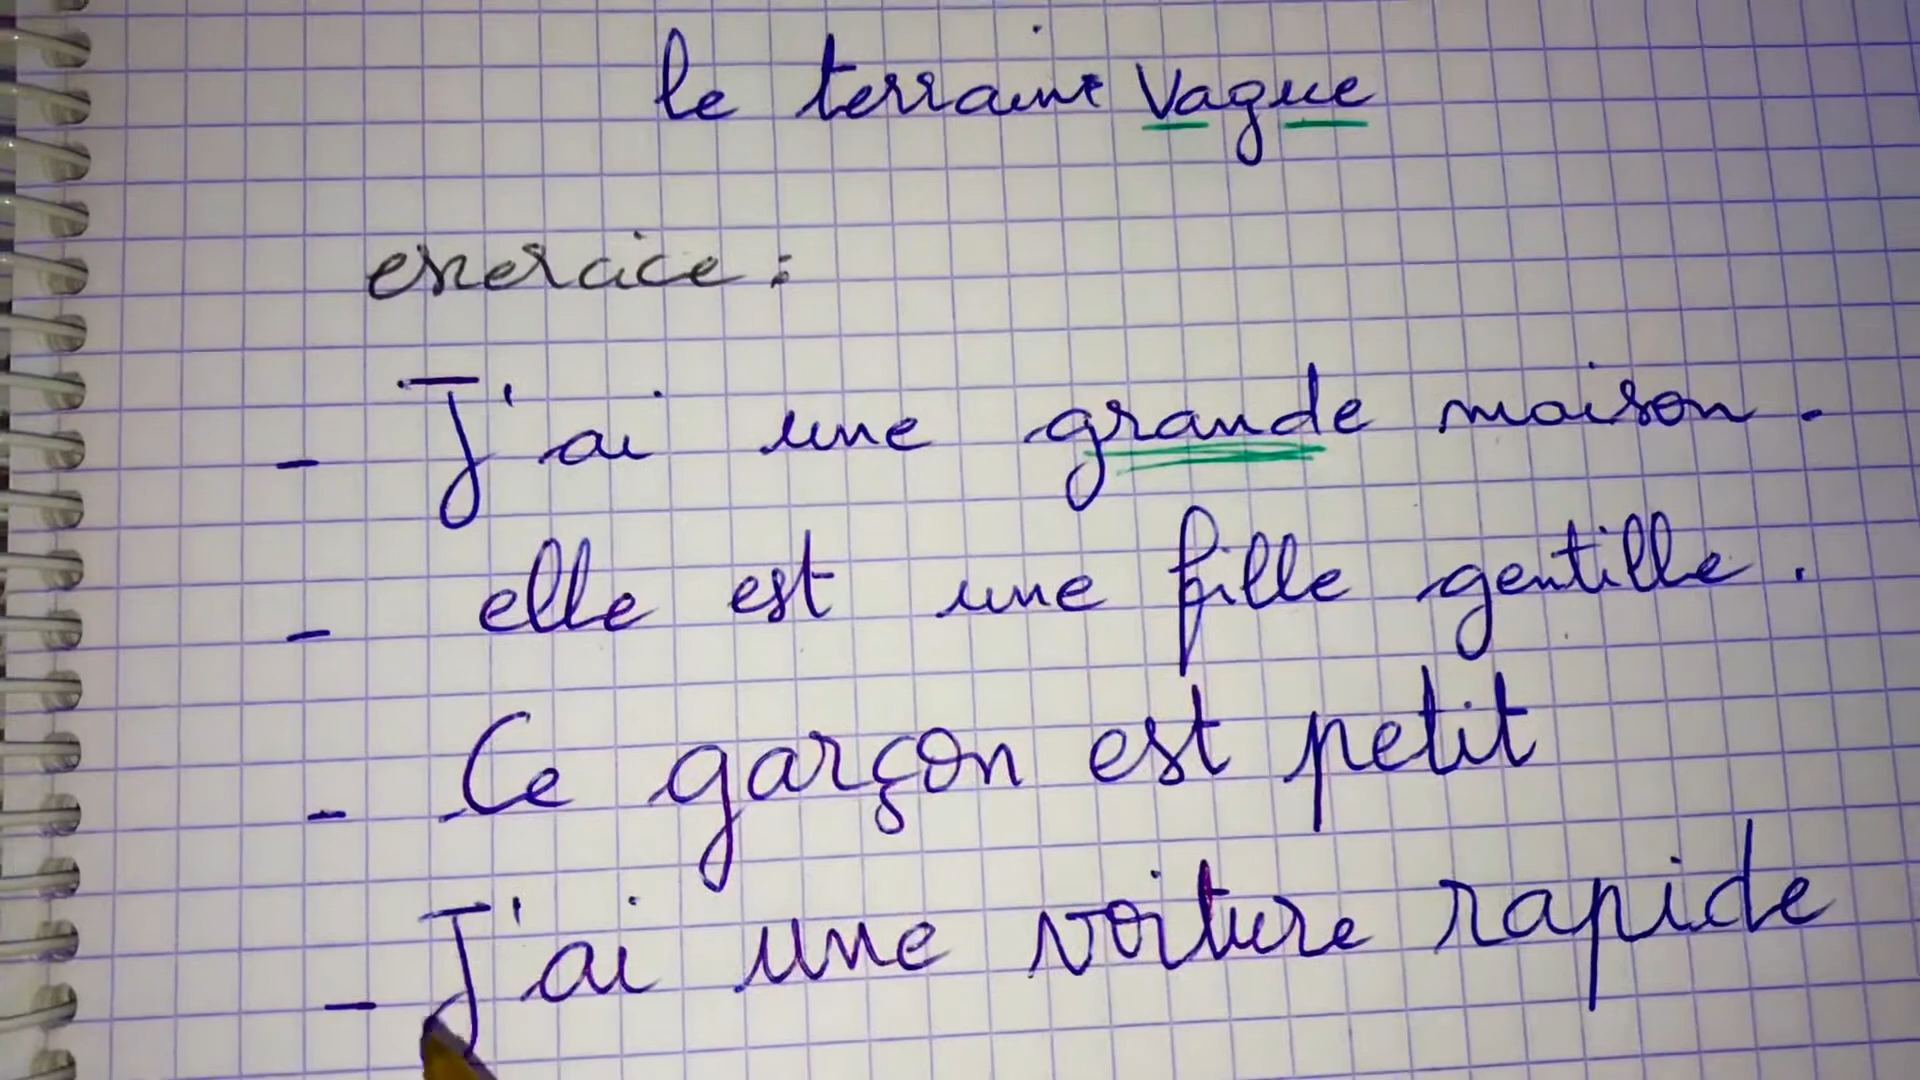 le terrain vague
exercice :
- J'ai une grande maison.
- elle est une fille gentille.
- Ce garçon est petit
- J'ai une voiture rapide